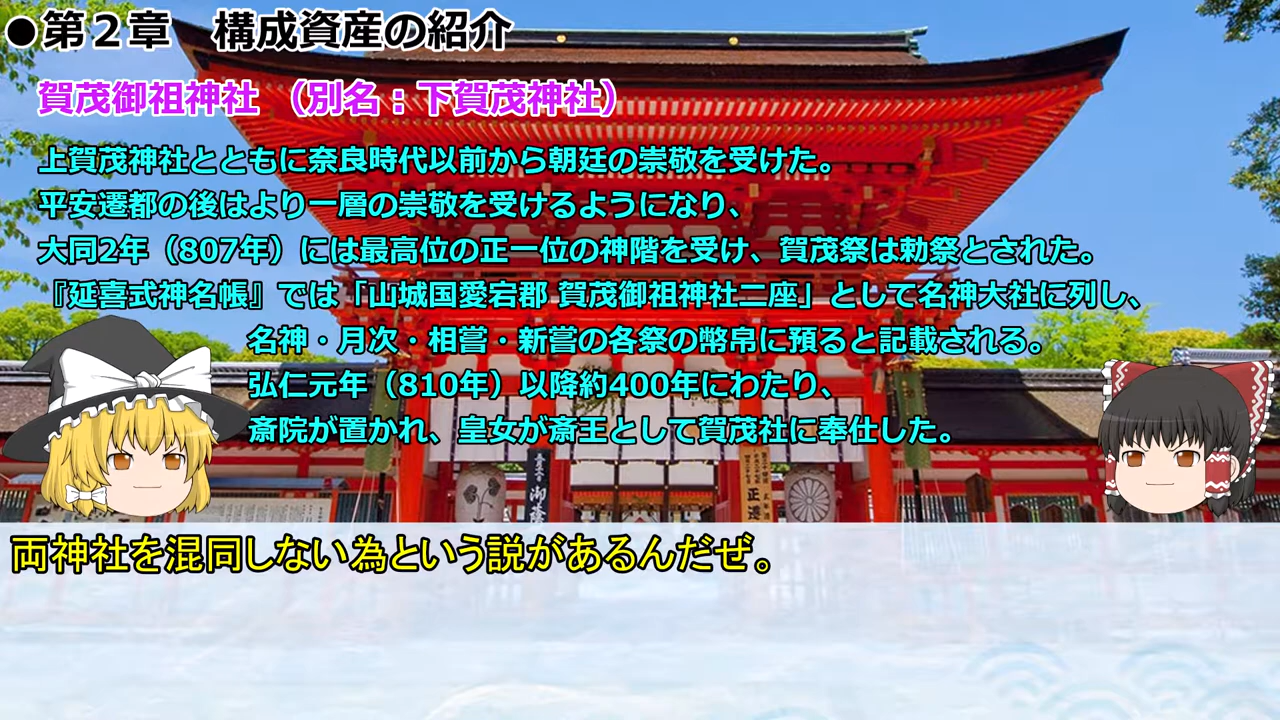 ●第２章　構成資産の紹介
賀茂御祖神社（別名：下賀茂神社）
上賀茂神社とともに奈良時代以前から朝廷の崇敬を受けた。
平安遷都の後はより一層の崇敬を受けるようになり、
大同2年（807年）には最高位の正一位の神階を受け、賀茂祭は勅祭とされた。
『延喜式神名帳』では「山城国愛宕郡 賀茂御祖神社二座」として名神大社に列し、
名神・月次・相嘗・新嘗の各祭の幣帛に預ると記載される。
弘仁元年（810年）以降約400年にわたり、
斎院が置かれ、皇女が斎王として賀茂社に奉仕した。
両神社を混同しない為という説があるんだぜ。